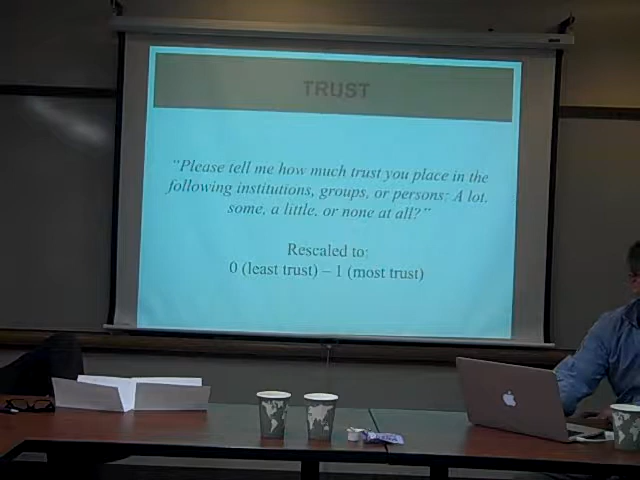 TRUST
“Please tell me how much trust you place in the
following institutions, groups, or persons: A lot,
some, a little, or none at all?”
Rescaled to:
0 (least trust) – 1 (most trust)